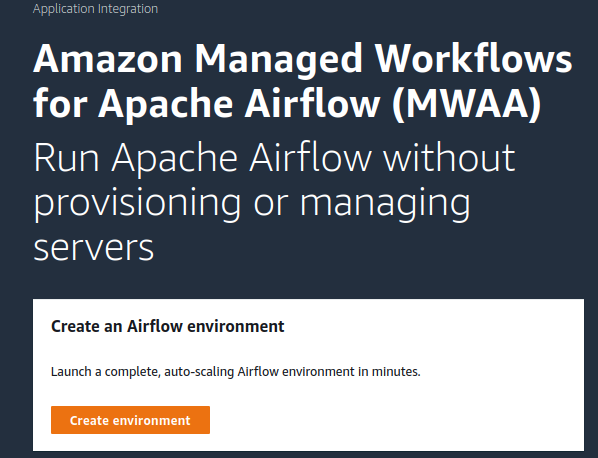 Application Integration
Amazon Managed Workflows
for Apache Airflow (MWAA)
Run Apache Airflow without
provisioning or managing
servers
Create an Airflow environment
Launch a complete, auto-scaling Airflow environment in minutes.
Create environment